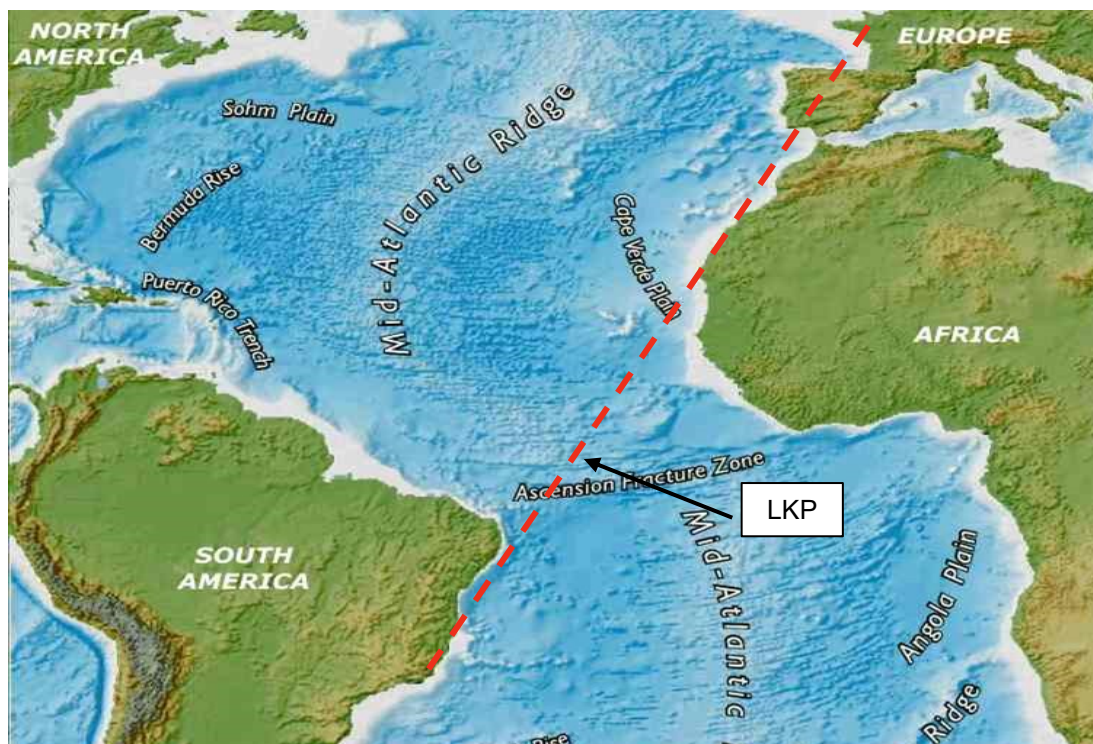 NORTH
AMERICA
EUROPE
Sohm Plain
Mid-Atlantic Ridge
Bermuda Rise
Cape Verde Plain
Puerto Rico Trench
AFRICA
Ascension Fracture Zone
LKP
SOUTH
AMERICA
Mid-Atlantic
Angola Plain
Ridge
Rise